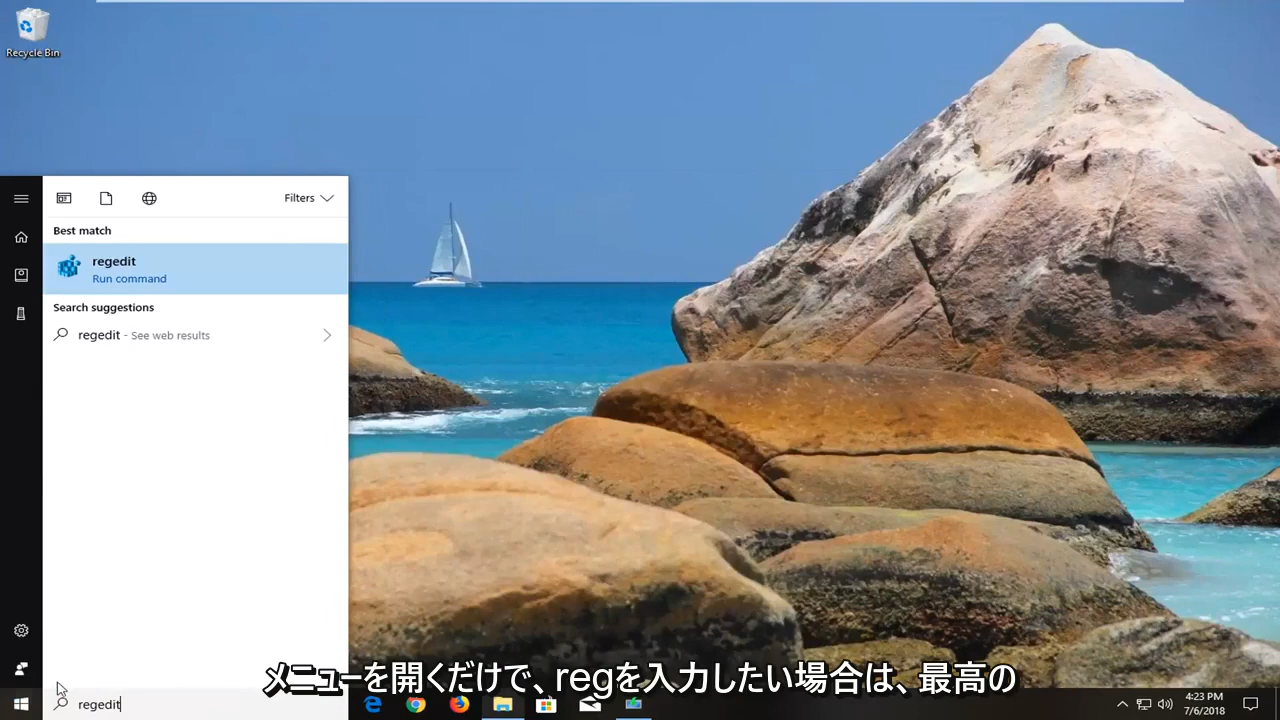 Recycle Bin
Filters
Best match
regedit
Run command
Search suggestions
regedit - See web results
メニューを開くだけで、regを入力したい場合は、最高の
regedit
4:23 PM
7/6/2018